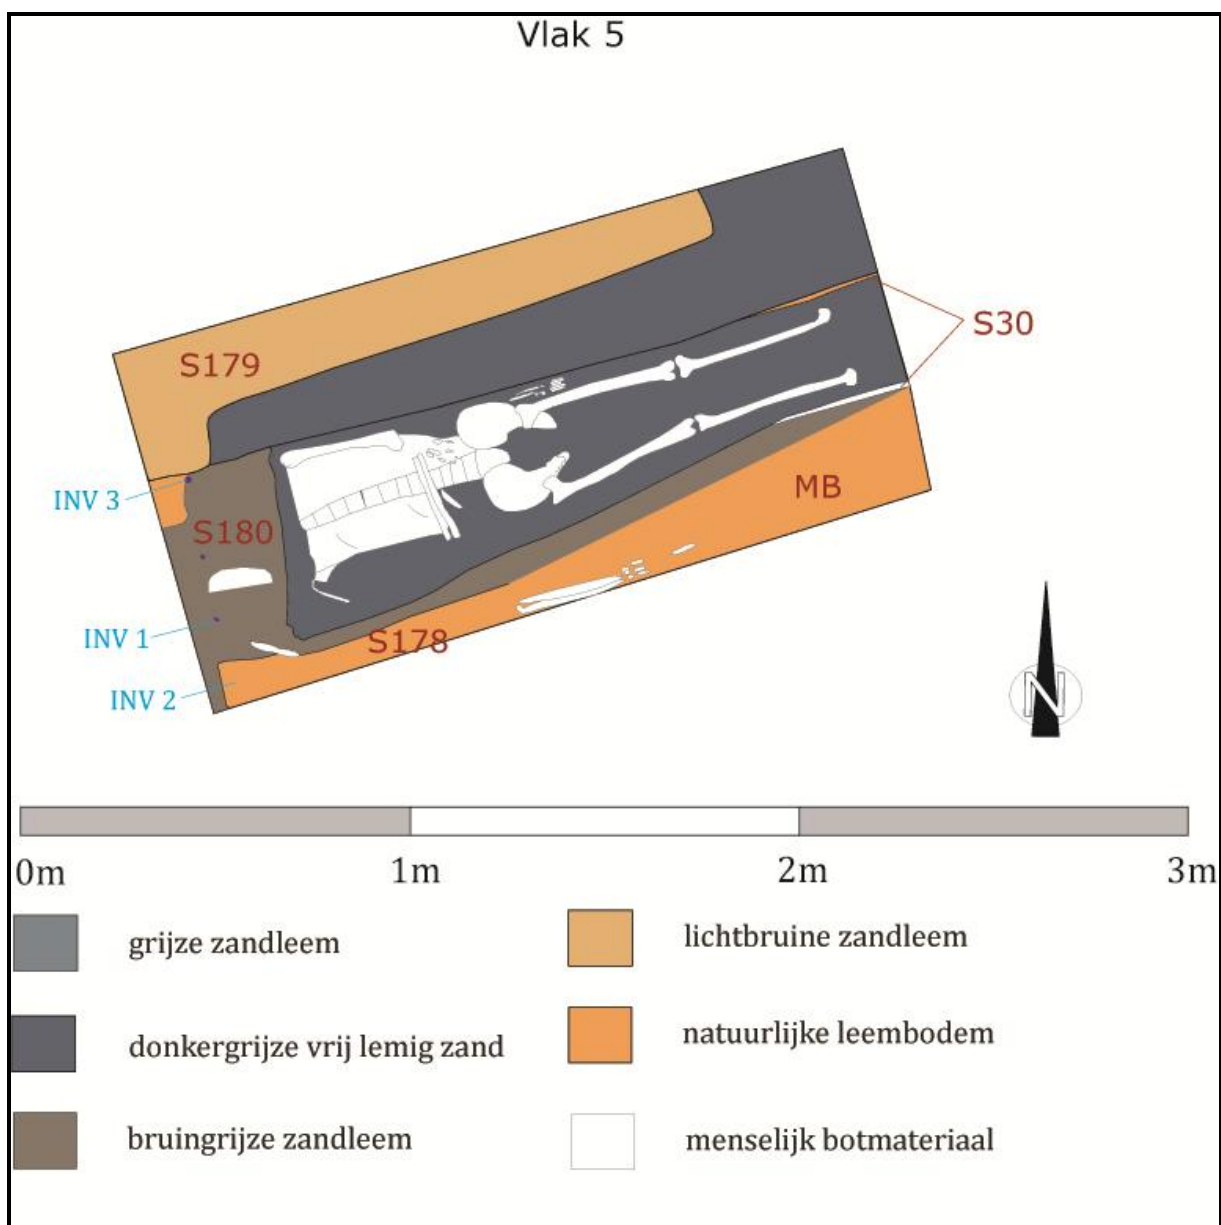 Vlak 5
S179
S30
INV 3
MB
S180
INV 1
S178
INV 2
N
0m 1m 2m 3m
grijze zandleem
lichtbruine zandleem
donkergrijze vrij lemig zand
natuurlijke leembodem
bruingrijze zandleem
menselijk botmateriaal